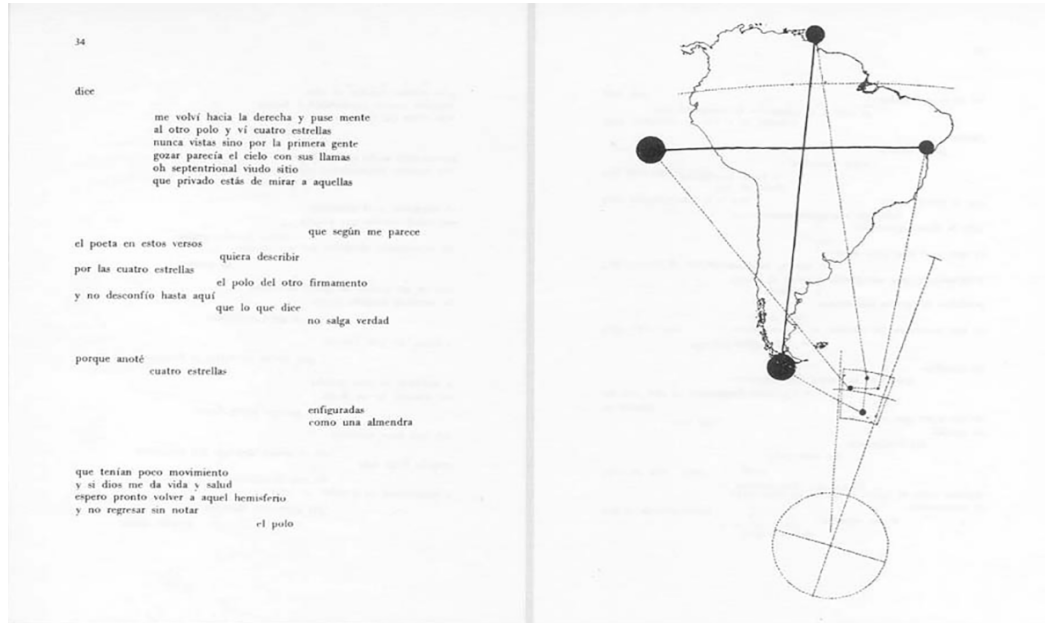 34
dice
me volví hacia la derecha y puse mente
al otro polo y ví cuatro estrellas
nunca vistas sino por la primera gente
gozar parecía el cielo con sus llamas
oh septentrional viudo sitio
que privado estás de mirar a aquellas
que según me parece
el poeta en estos versos
quiera describir
por las cuatro estrellas
el polo del otro firmamento
y no desconfío hasta aquí
que lo que dice
no salga verdad
porque anoté
cuatro estrellas
enfiguradas
como una almendra
que tenían poco movimiento
y si dios me da vida y salud
espero pronto volver a aquel hemisferio
y no regresar sin notar
el polo